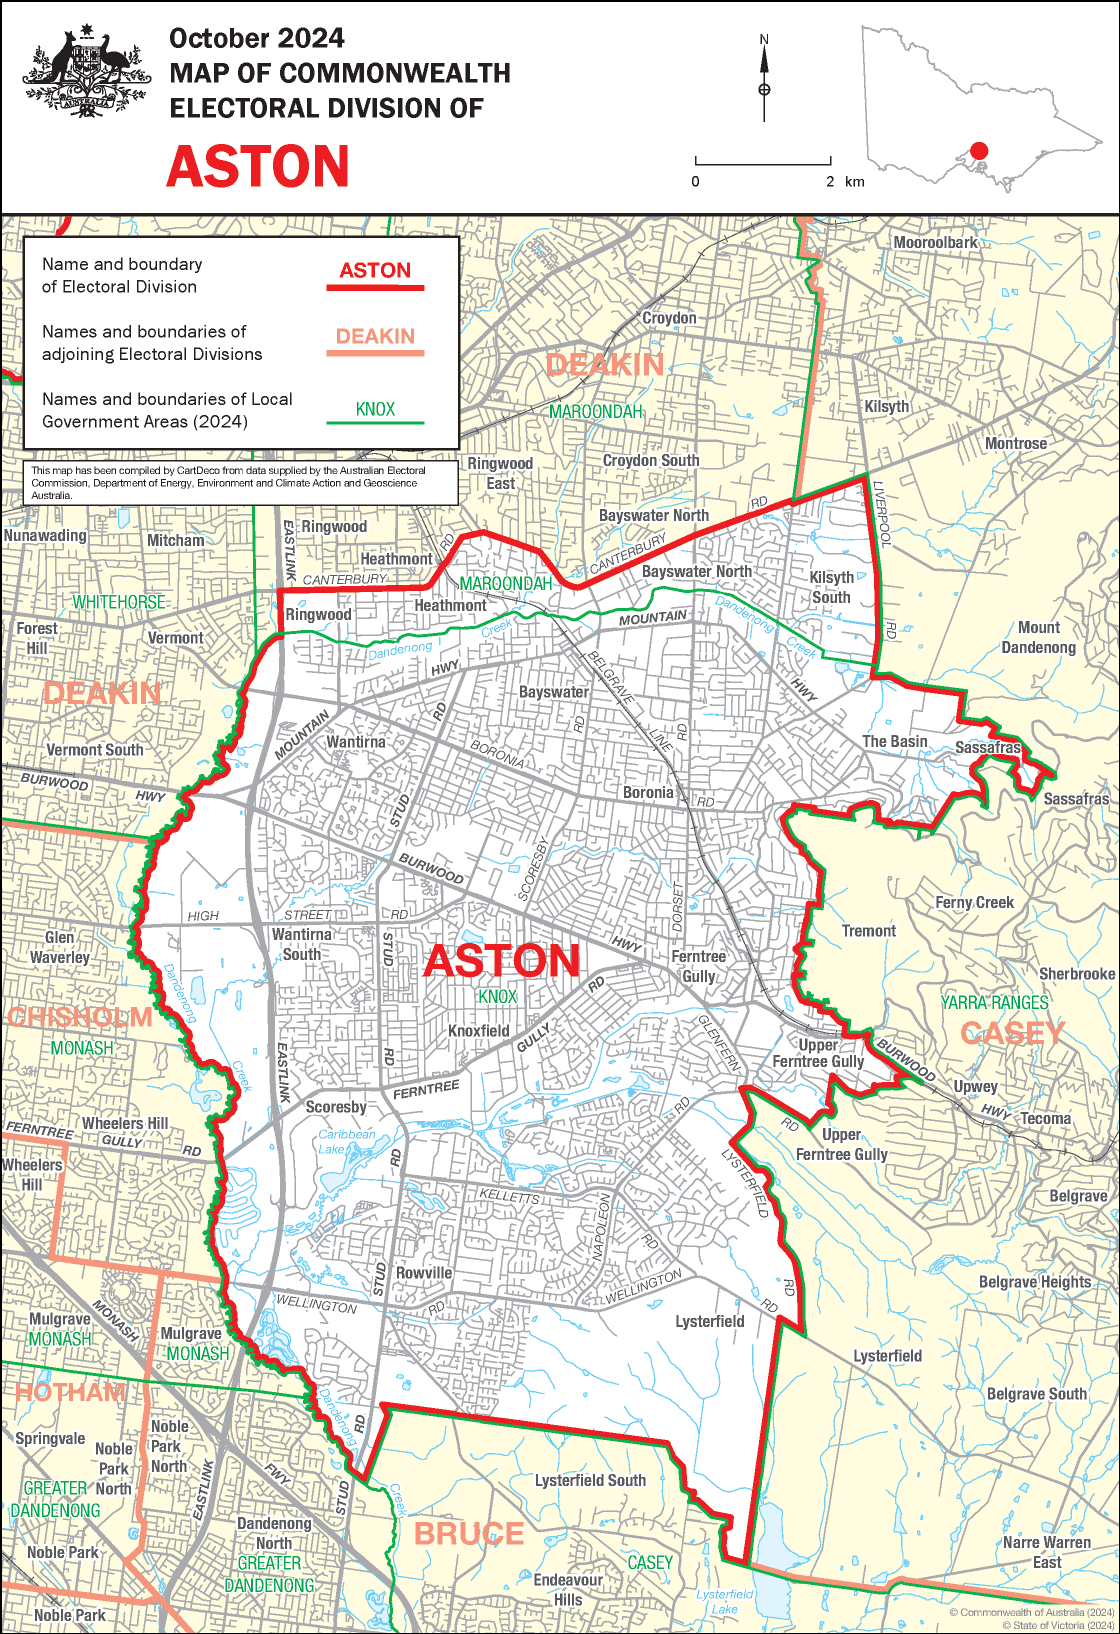 October 2024
MAP OF COMMONWEALTH
ELECTORAL DIVISION OF
ASTON
AUSTRALIA
N
0 2 km
Name and boundary
of Electoral Division
ASTON
Names and boundaries of
adjoining Electoral Divisions
DEAKIN
Names and boundaries of Local
Government Areas (2024)
KNOX
This map has been compiled by CartDeco from data supplied by the Australian Electoral
Commission, Department of Energy, Environment and Climate Action and Geoscience
Australia.
Mooroolbark
Croydon
DEAKIN
MAROONDAH
Kilsyth
Montrose
Ringwood
East
Croydon South
Bayswater North
RD
LIVERPOOL
RD
Nunawading
Mitcham
Ringwood
EASTLINK
Heathmont
RD
CANTERBURY
CANTERBURY
MAROONDAH
Bayswater North
Kilsyth
South
WHITEHORSE
Ringwood
Heathmont
Forest
Hill
Vermont
Dandenong
Creek
MOUNTAIN
Dandenong
Creek
HWY
Mount
Dandenong
DEAKIN
HWY
Bayswater
BELGRAVE
LINE
RD
RD
RD
Vermont South
MOUNTAIN
Wantirna
BORONIA
The Basin
Sassafras
BURWOOD
HWY
STUD
Boronia
RD
Sassafras
BURWOOD
SCORESBY
DORSET
HIGH
STREET
RD
Ferny Creek
Glen
Waverley
Wantirna
South
STUD
ASTON
HWY
Ferntree
Gully
Tremont
Dandenong
KNOX
RD
Sherbrooke
CHISHOLM
MONASH
Knoxfield
GULLY
GLENFERN
YARRA RANGES
CASEY
Creek
EASTLINK
RD
FERNTREE
Upper
Ferntree Gully
BURWOOD
Upwey
HWY
Tecoma
Scoresby
RD
RD
Wheelers Hill
FERNTREE
GULLY
RD
Caribbean
Lake
Upper
Ferntree Gully
Wheelers
Hill
RD
KELLETTS
LYSTERFIELD
Belgrave
NAPOLEON
RD
STUD
Rowville
WELLINGTON
RD
WELLINGTON
RD
RD
Belgrave Heights
Mulgrave
MONASH
MONASH
Mulgrave
MONASH
Lysterfield
Lysterfield
HOTHAM
Dandenong
RD
Belgrave South
Springvale
Noble
Park
North
Noble
Park
North
EASTLINK
FWY
STUD
Creek
Lysterfield South
GREATER
DANDENONG
BRUCE
Dandenong
North
GREATER
DANDENONG
Noble Park
CASEY
Narre Warren
East
Endeavour
Hills
Lysterfield
Lake
Noble Park
© Commonwealth of Australia (2024)
© State of Victoria (2024)